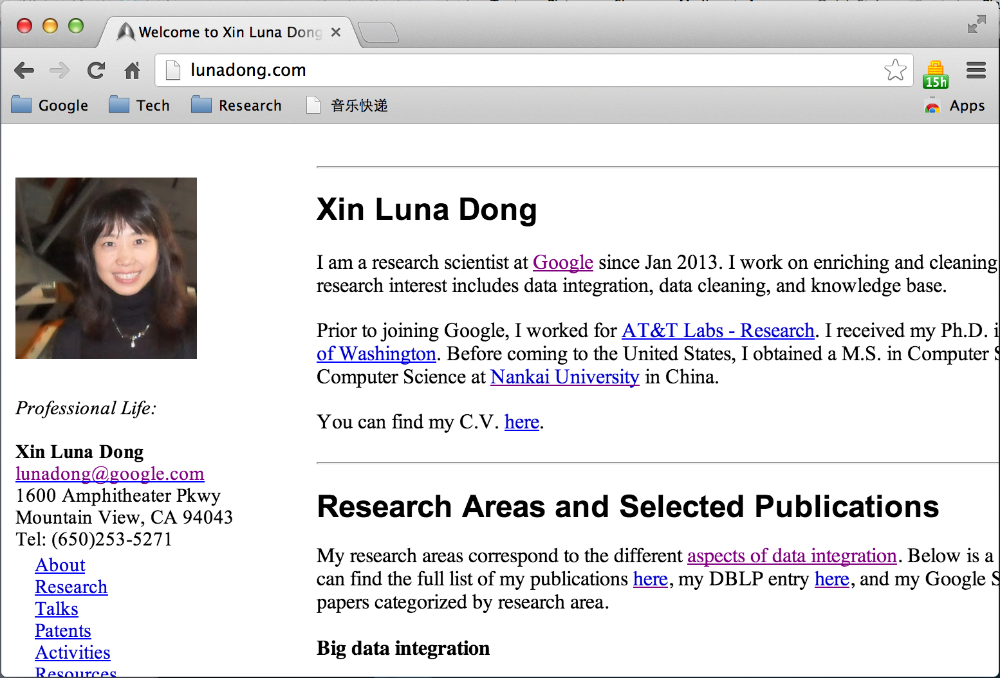 Welcome to Xin Luna Dong
lunadong.com
15h
Google
Tech
Research
音乐快递
Apps
Professional Life:
Xin Luna Dong
lunadong@google.com
1600 Amphitheater Pkwy
Mountain View, CA 94043
Tel: (650)253-5271
About
Research
Talks
Patents
Activities
Resources
Xin Luna Dong
I am a research scientist at Google since Jan 2013. I work on enriching and cleaning
research interest includes data integration, data cleaning, and knowledge base.
Prior to joining Google, I worked for AT&T Labs - Research. I received my Ph.D. i
of Washington. Before coming to the United States, I obtained a M.S. in Computer S
Computer Science at Nankai University in China.
You can find my C.V. here.
Research Areas and Selected Publications
My research areas correspond to the different aspects of data integration. Below is a
can find the full list of my publications here, my DBLP entry here, and my Google S
papers categorized by research area.
Big data integration